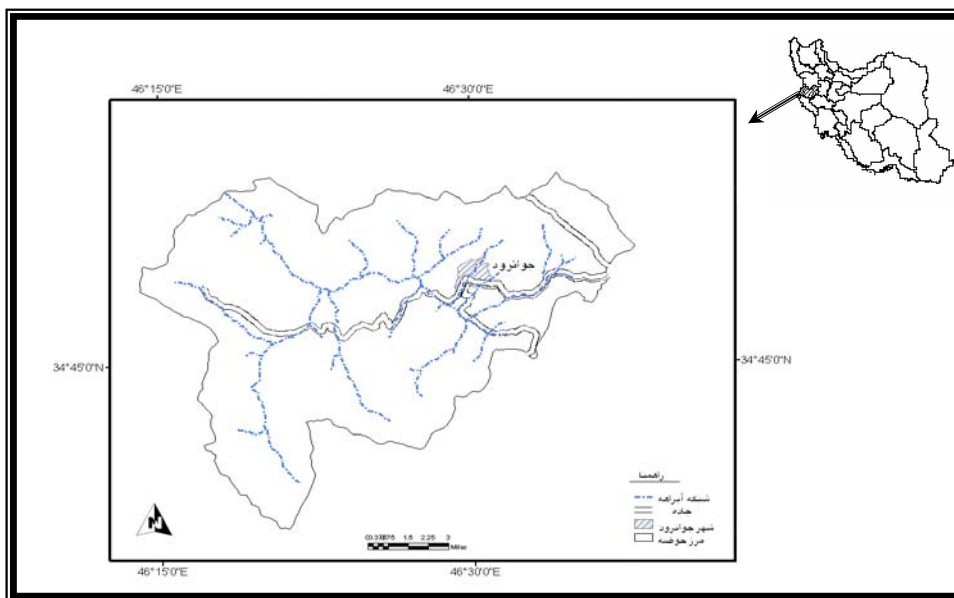 46°15'0"E 46°30'0"E
جوانرود
34°45'0"N 34°45'0"N
راهنما
شبکه آبراهه
جاده
شهر جوانرود
مرز حوضه
N
1.5 2.25 3
Miles
46°15'0"E 46°30'0"E